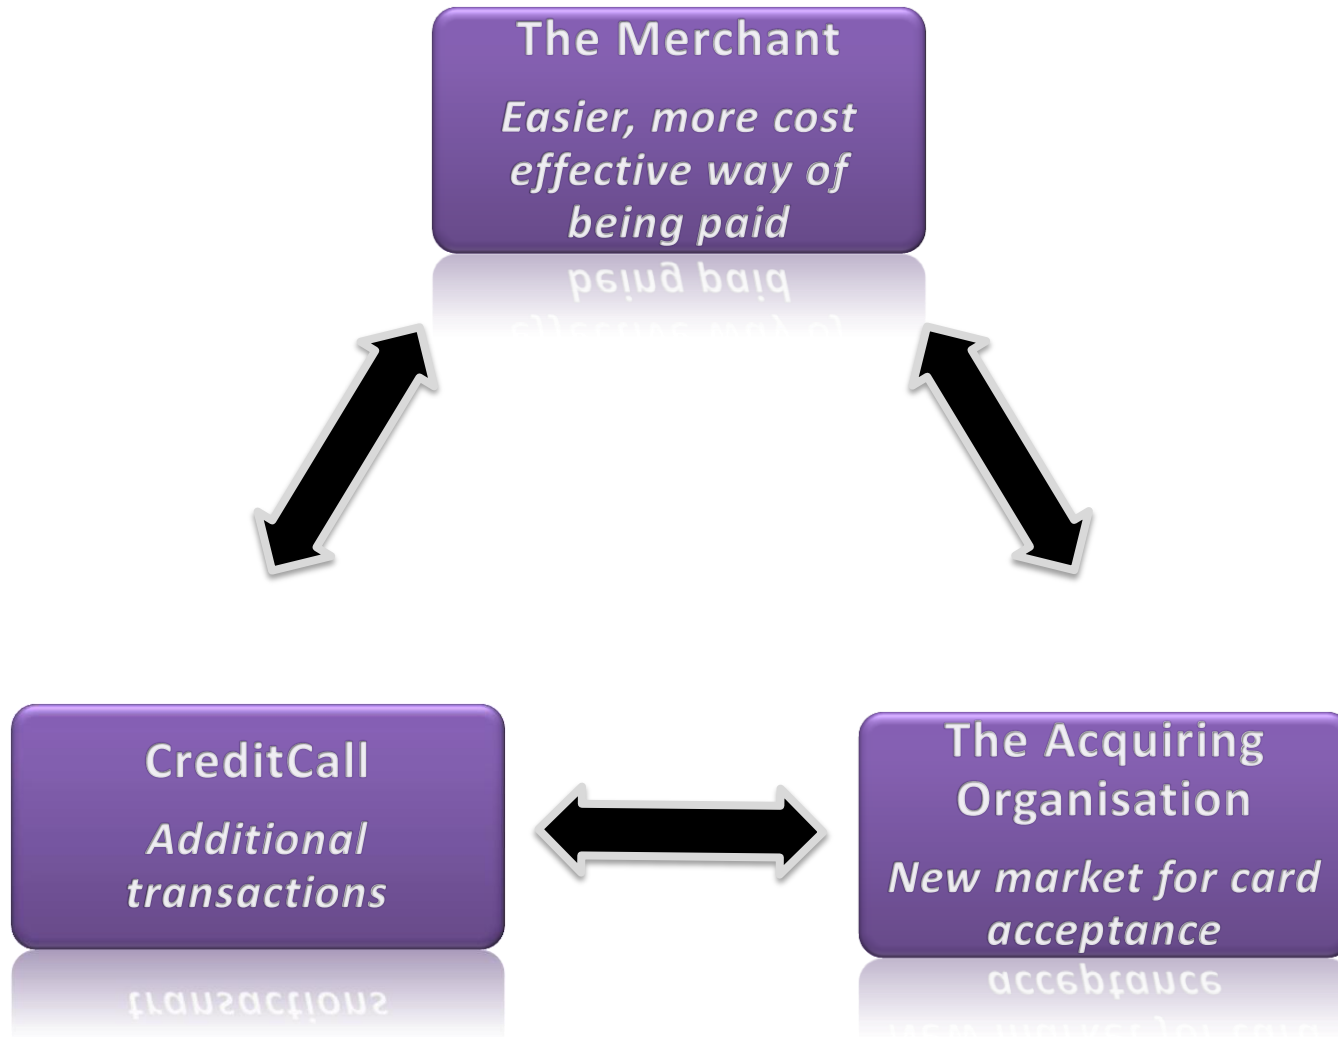 The Merchant
Easier, more cost
effective way of
being paid
CreditCall
Additional
transactions
The Acquiring
Organisation
New market for card
acceptance